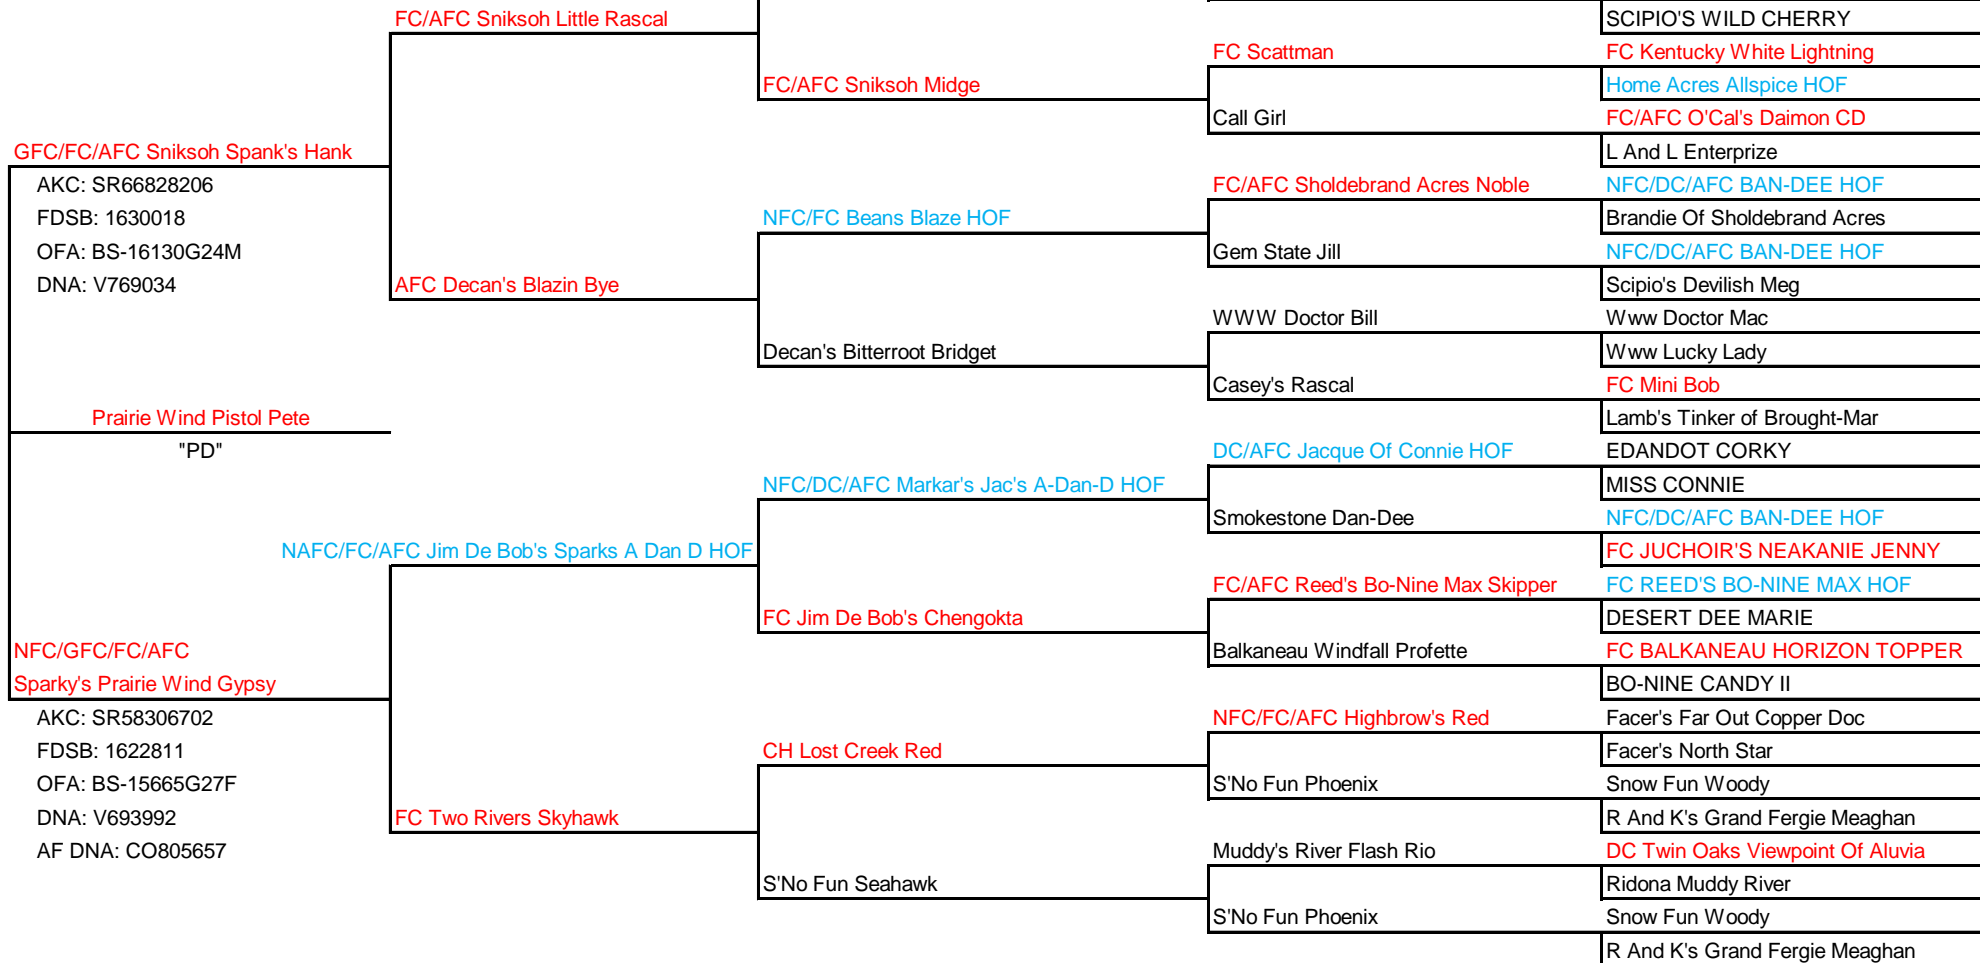 FC/AFC Sniksoh Little Rascal
SCIPIO'S WILD CHERRY
FC Scattman
FC Kentucky White Lightning
FC/AFC Sniksoh Midge
Home Acres Allspice HOF
Call Girl
FC/AFC O'Cal's Daimon CD
GFC/FC/AFC Sniksoh Spank's Hank
L And L Enterprize
AKC: SR66828206
FC/AFC Sholdebrand Acres Noble
NFC/DC/AFC BAN-DEE HOF
FDSB: 1630018
NFC/FC Beans Blaze HOF
Brandie Of Sholdebrand Acres
OFA: BS-16130G24M
Gem State Jill
NFC/DC/AFC BAN-DEE HOF
DNA: V769034
AFC Decan's Blazin Bye
Scipio's Devilish Meg
WWW Doctor Bill
Www Doctor Mac
Decan's Bitterroot Bridget
Www Lucky Lady
Casey's Rascal
FC Mini Bob
Prairie Wind Pistol Pete
Lamb's Tinker of Brought-Mar
"PD"
DC/AFC Jacque Of Connie HOF
EDANDOT CORKY
NFC/DC/AFC Markar's Jac's A-Dan-D HOF
MISS CONNIE
Smokestone Dan-Dee
NFC/DC/AFC BAN-DEE HOF
NAFC/FC/AFC Jim De Bob's Sparks A Dan D HOF
FC JUCHOIR'S NEAKANIE JENNY
FC/AFC Reed's Bo-Nine Max Skipper
FC REED'S BO-NINE MAX HOF
FC Jim De Bob's Chengokta
DESERT DEE MARIE
NFC/GFC/FC/AFC
Balkaneau Windfall Profette
FC BALKANEAU HORIZON TOPPER
Sparky's Prairie Wind Gypsy
BO-NINE CANDY II
AKC: SR58306702
NFC/FC/AFC Highbrow's Red
Facer's Far Out Copper Doc
FDSB: 1622811
CH Lost Creek Red
Facer's North Star
OFA: BS-15665G27F
S'No Fun Phoenix
Snow Fun Woody
DNA: V693992
FC Two Rivers Skyhawk
R And K's Grand Fergie Meaghan
AF DNA: CO805657
Muddy's River Flash Rio
DC Twin Oaks Viewpoint Of Aluvia
S'No Fun Seahawk
Ridona Muddy River
S'No Fun Phoenix
Snow Fun Woody
R And K's Grand Fergie Meaghan